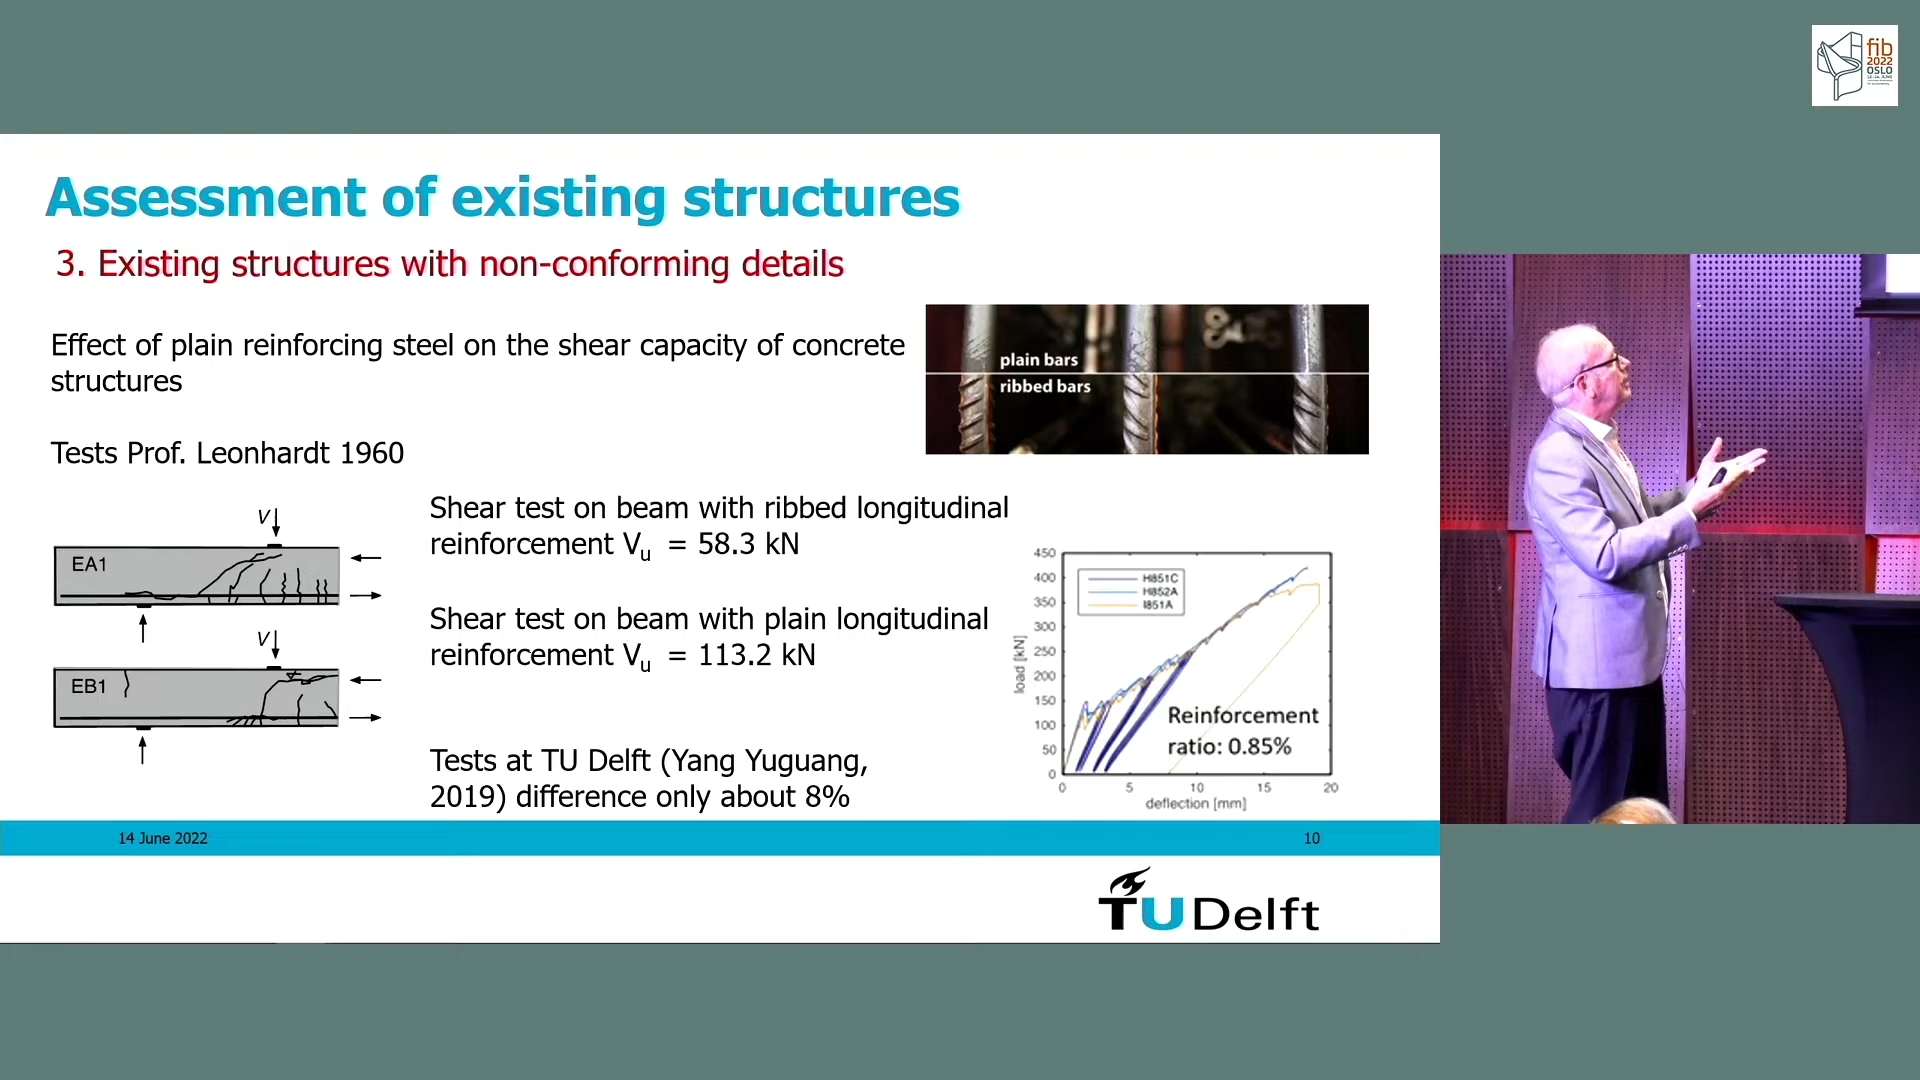 fib
2022
OSLO
Assessment of existing structures
3. Existing structures with non-conforming details
Effect of plain reinforcing steel on the shear capacity of concrete
structures
plain bars
ribbed bars
Tests Prof. Leonhardt 1960
V
EA1
V
EB1
Shear test on beam with ribbed longitudinal
reinforcement Vu = 58.3 kN
Shear test on beam with plain longitudinal
reinforcement Vu = 113.2 kN
Tests at TU Delft (Yang Yuguang,
2019) difference only about 8%
450
400
350
300
250
200
150
100
50
0
load [kN]
H851C
H852A
I851A
Reinforcement
ratio: 0.85%
0 5 10 15 20
deflection [mm]
14 June 2022
10
TU Delft